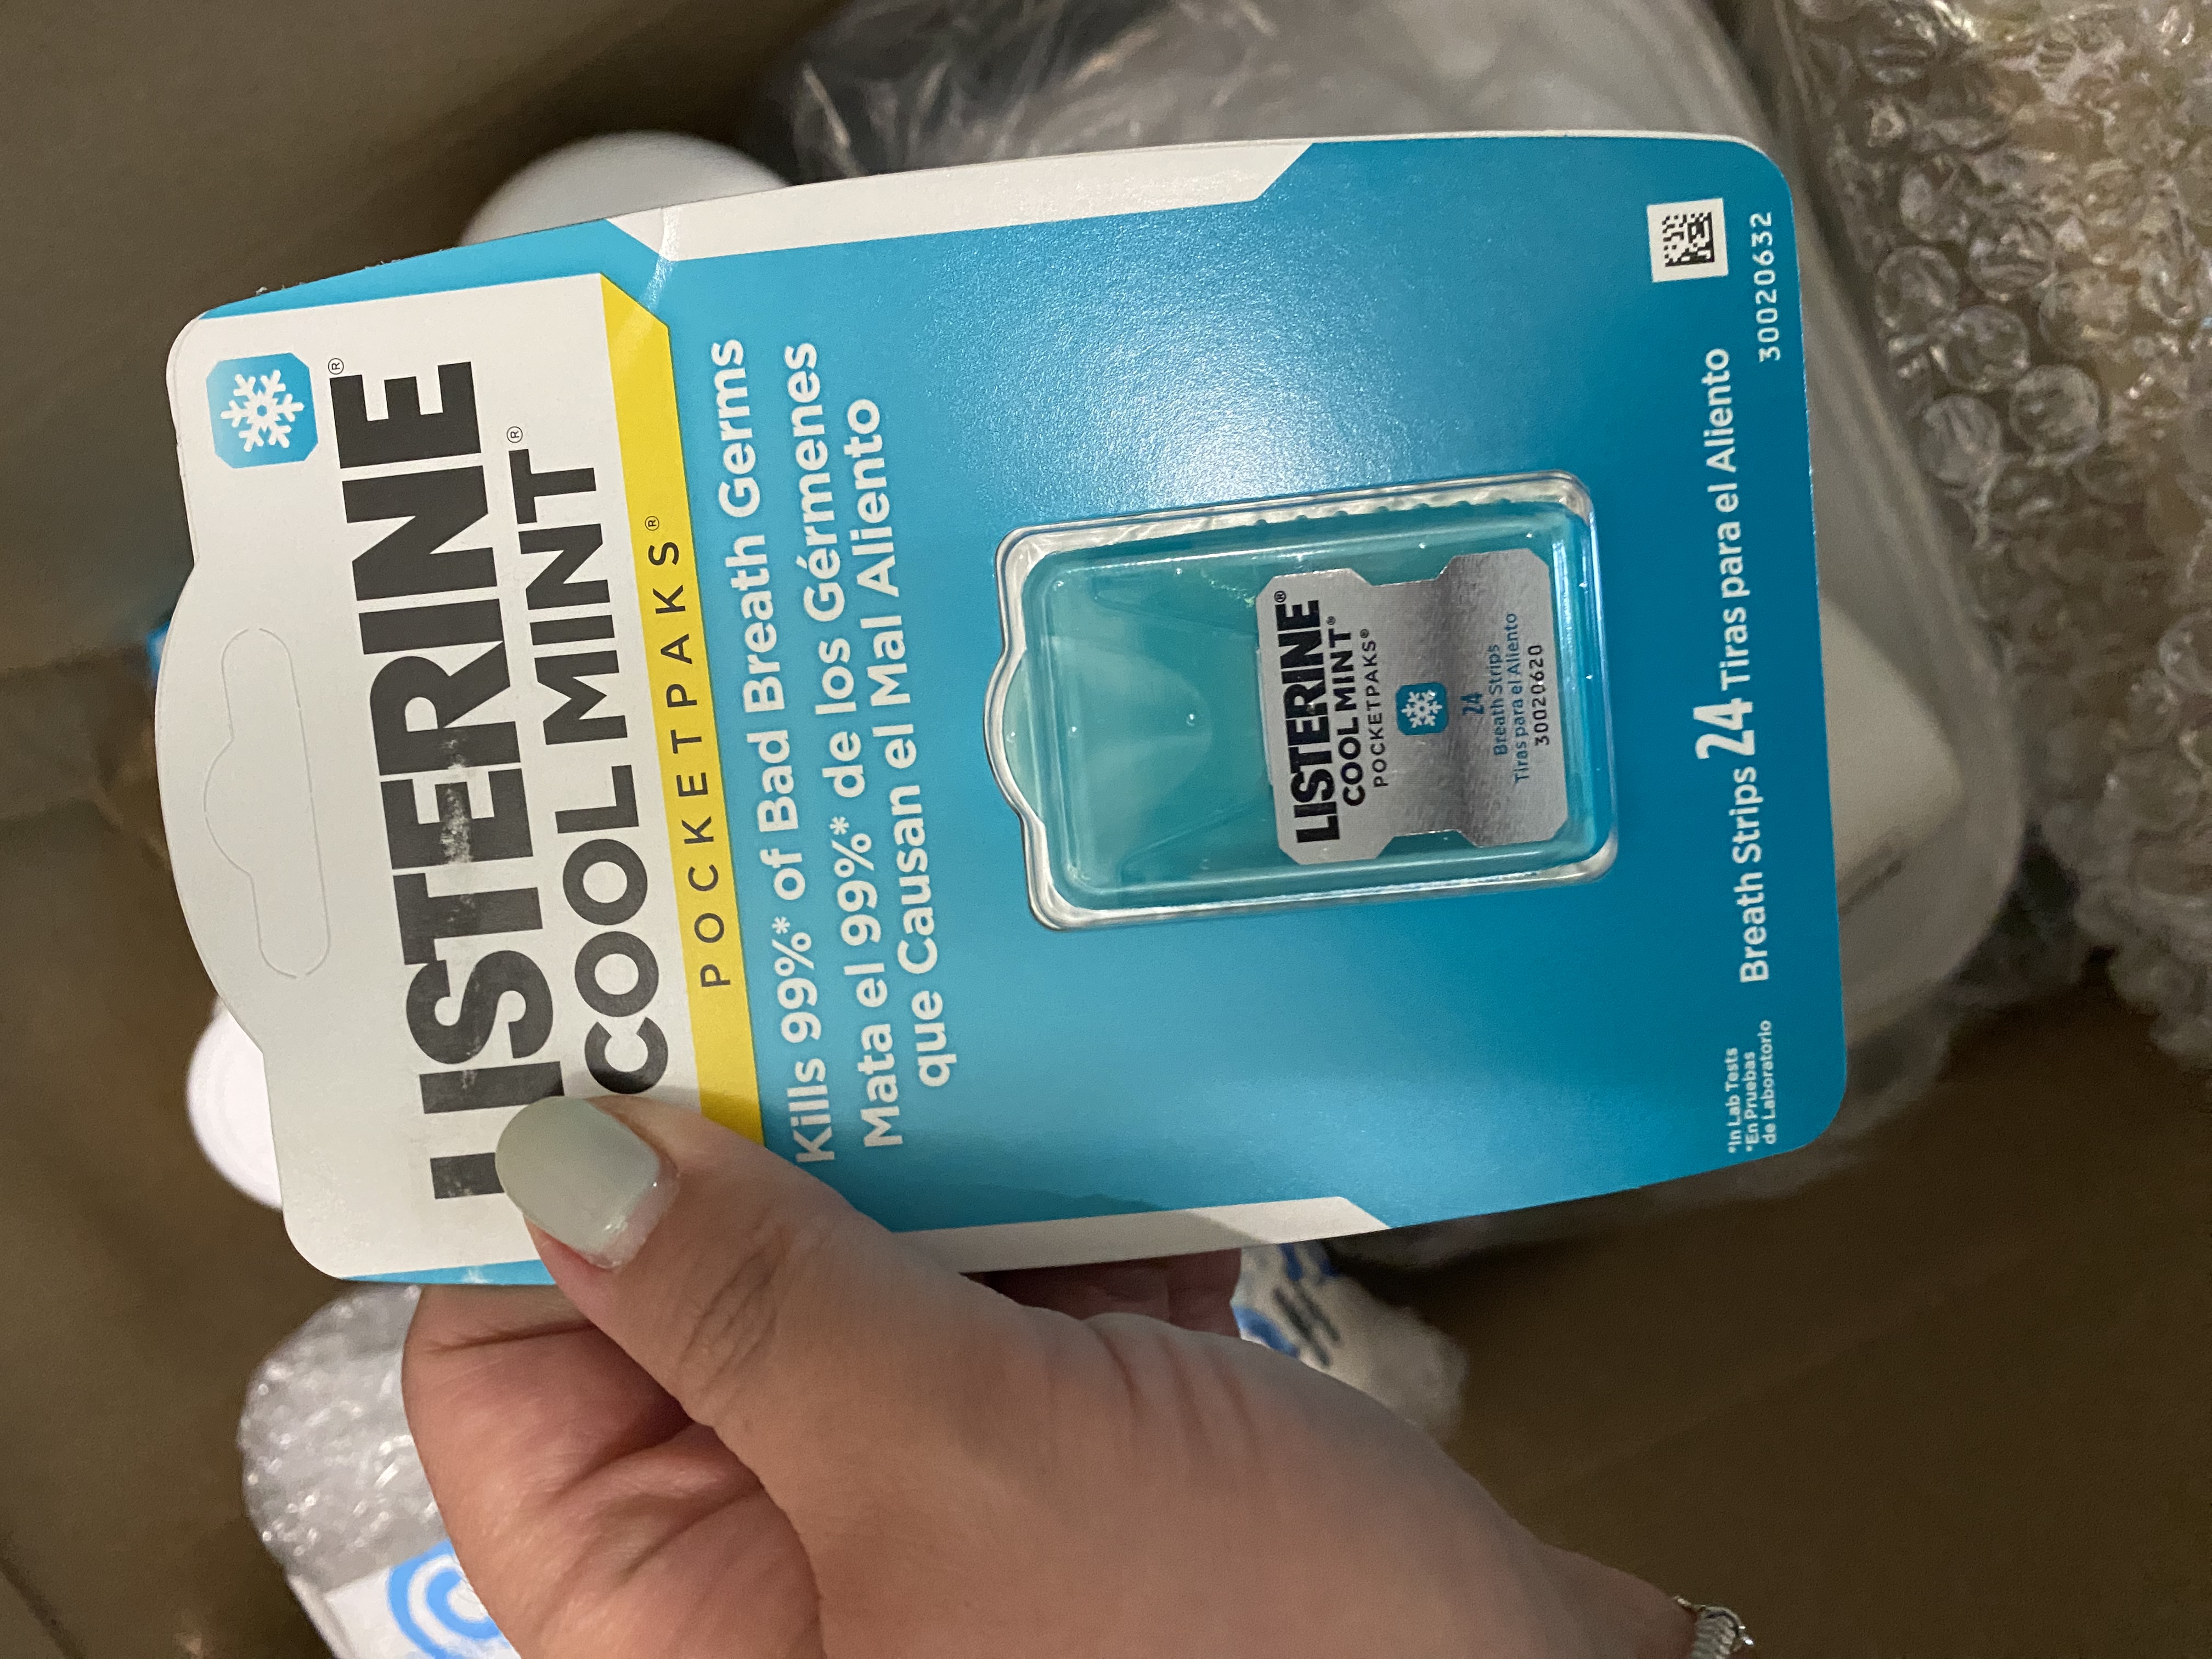 LISTERINE®
COOL MINT®
POCKETPAKS®
Kills 99%* of Bad Breath Germs
Mata el 99%* de los Gérmenes
que Causan el Mal Aliento
LISTERINE®
COOL MINT®
POCKETPAKS®
24
Breath Strips
Tiras para el Aliento
30020620
*In Lab Tests
*En Pruebas
de Laboratorio
Breath Strips 24 Tiras para el Aliento
30020632